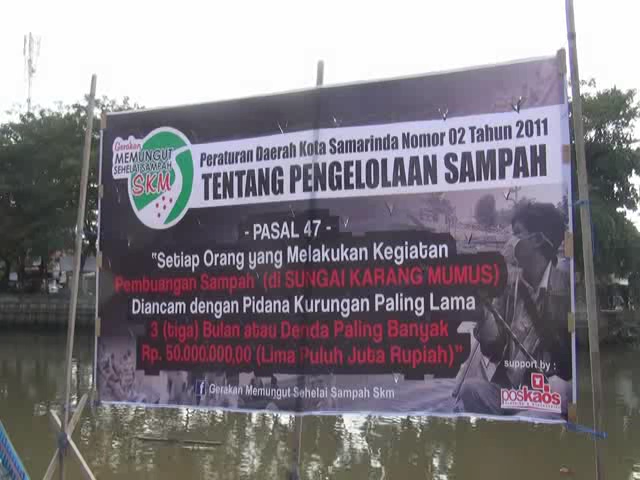 Gerakan
MEMUNGUT
SEHELAI SAMPAH
SKM
Peraturan Daerah Kota Samarinda Nomor 02 Tahun 2011
TENTANG PENGELOLAAN SAMPAH
- PASAL 47 -
"Setiap Orang yang Melakukan Kegiatan
Pembuangan Sampah (di SUNGAI KARANG MUMUS)
Diancam dengan Pidana Kurungan Paling Lama
3 (tiga) Bulan atau Denda Paling Banyak
Rp. 50.000.000,00 (Lima Puluh Juta Rupiah)"
f Gerakan Memungut Sehelai Sampah Skm
support by :
poskaos